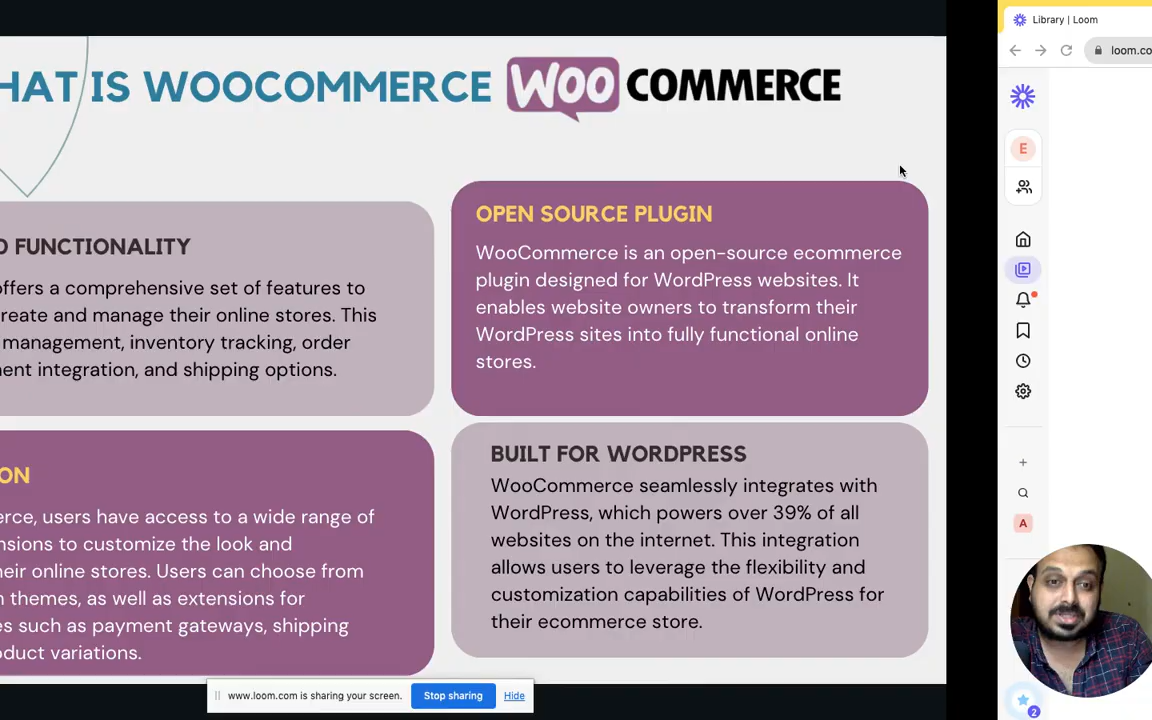 HAT IS WOOCOMMERCE
WOO COMMERCE
D FUNCTIONALITY
offers a comprehensive set of features to
reate and manage their online stores. This
management, inventory tracking, order
ent integration, and shipping options.
OPEN SOURCE PLUGIN
WooCommerce is an open-source ecommerce
plugin designed for WordPress websites. It
enables website owners to transform their
WordPress sites into fully functional online
stores.
ON
erce, users have access to a wide range of
nsions to customize the look and
heir online stores. Users can choose from
n themes, as well as extensions for
es such as payment gateways, shipping
oduct variations.
BUILT FOR WORDPRESS
WooCommerce seamlessly integrates with
WordPress, which powers over 39% of all
websites on the internet. This integration
allows users to leverage the flexibility and
customization capabilities of WordPress for
their ecommerce store.
www.loom.com is sharing your screen.
Stop sharing
Hide
Library | Loom
loom.co
E
A
2